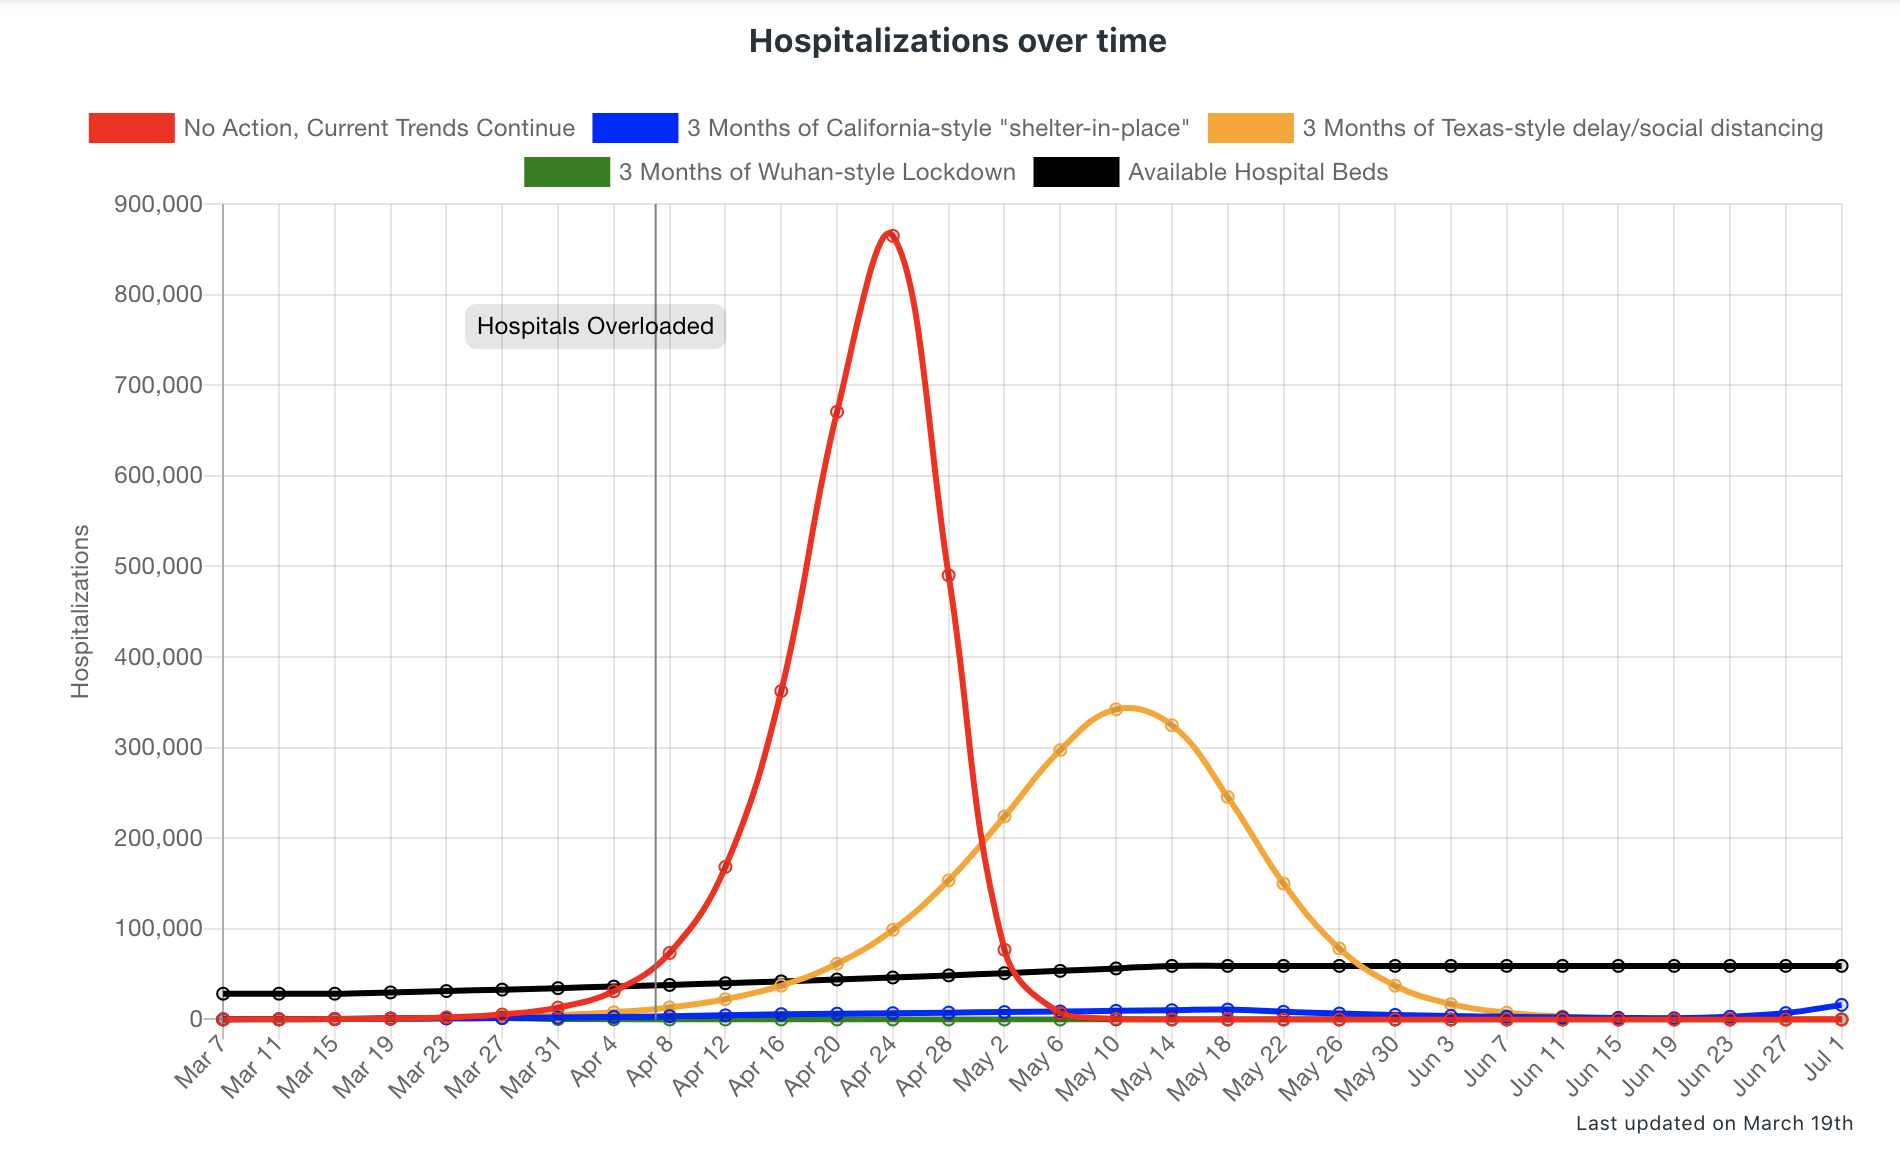 Hospitalizations over time
No Action, Current Trends Continue
3 Months of California-style "shelter-in-place"
3 Months of Texas-style delay/social distancing
3 Months of Wuhan-style Lockdown
Available Hospital Beds
900,000
800,000
700,000
600,000
500,000
400,000
300,000
200,000
100,000
0
Hospitalizations
Hospitals Overloaded
Mar 7
Mar 11
Mar 15
Mar 19
Mar 23
Mar 27
Mar 31
Apr 4
Apr 8
Apr 12
Apr 16
Apr 20
Apr 24
Apr 28
May 2
May 6
May 10
May 14
May 18
May 22
May 26
May 30
Jun 3
Jun 7
Jun 11
Jun 15
Jun 19
Jun 23
Jun 27
Jul 1
Last updated on March 19th